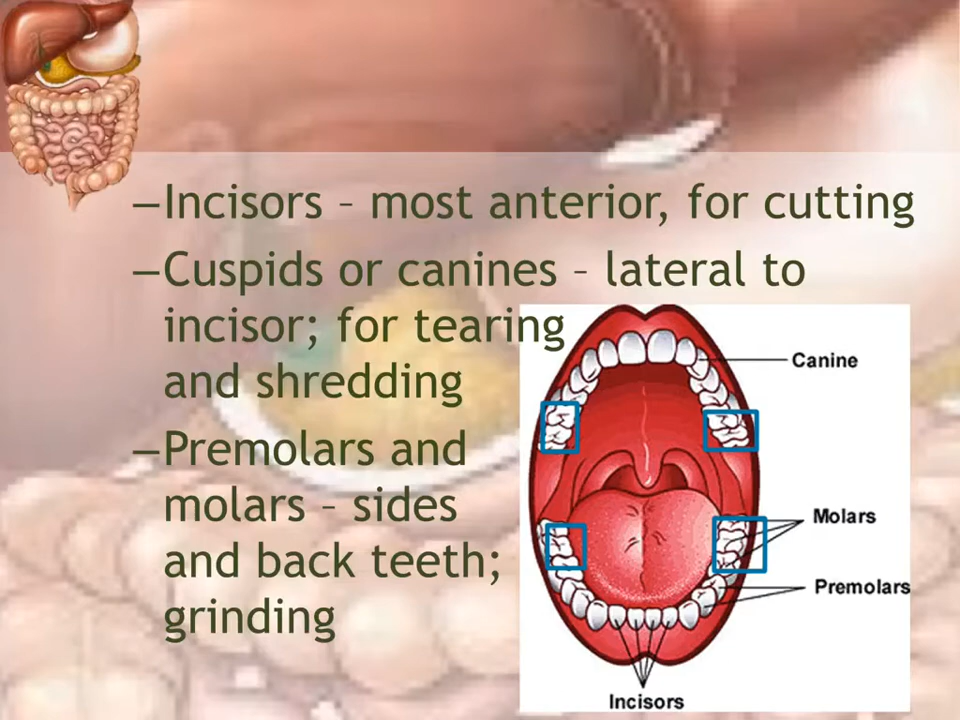 –Incisors – most anterior, for cutting
–Cuspids or canines – lateral to
incisor; for tearing
and shredding
–Premolars and
molars – sides
and back teeth;
grinding
Canine
Molars
Premolars
Incisors